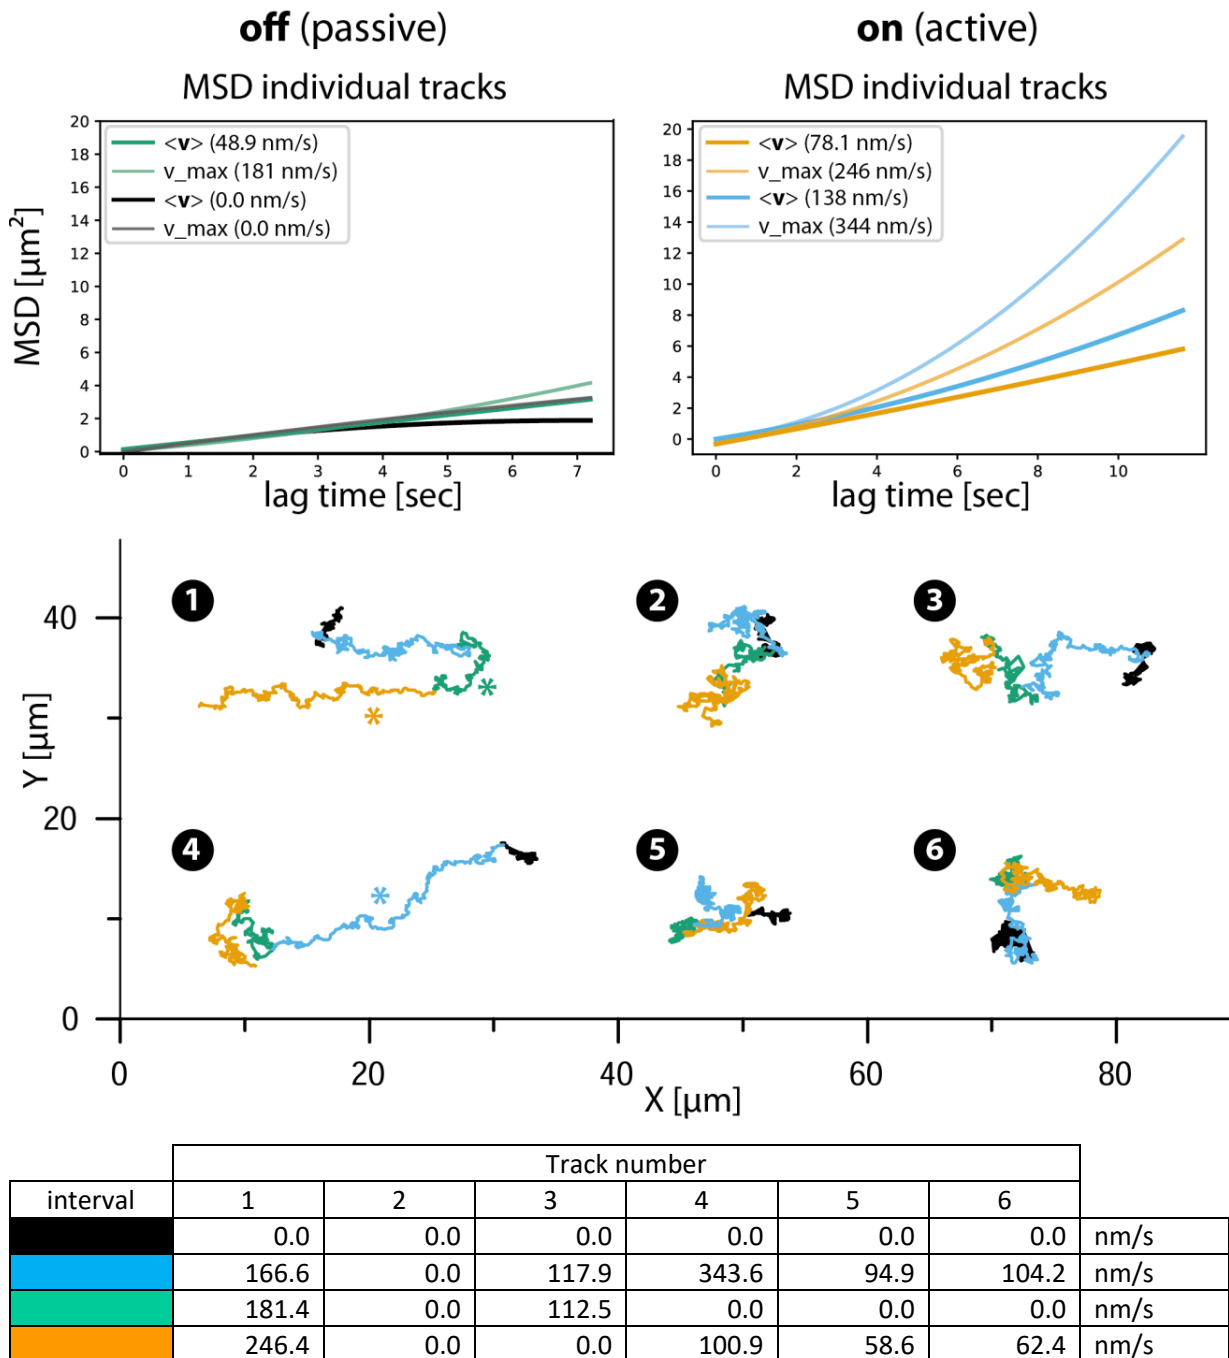 off (passive)
on (active)
MSD individual tracks
MSD individual tracks
20
18
16
14
12
10
8
6
4
2
0
<v> (48.9 nm/s)
v_max (181 nm/s)
<v> (0.0 nm/s)
v_max (0.0 nm/s)
MSD [µm²]
0 1 2 3 4 5 6 7
lag time [sec]
20
18
16
14
12
10
8
6
4
2
0
<v> (78.1 nm/s)
v_max (246 nm/s)
<v> (138 nm/s)
v_max (344 nm/s)
0 2 4 6 8 10
lag time [sec]
1
2
3
*
*
4
5
6
*
Y [µm]
40
20
0
0 20 40 60 80
X [µm]
Track number
interval 1 2 3 4 5 6
0.0 0.0 0.0 0.0 0.0 0.0 nm/s
166.6 0.0 117.9 343.6 94.9 104.2 nm/s
181.4 0.0 112.5 0.0 0.0 0.0 nm/s
246.4 0.0 0.0 100.9 58.6 62.4 nm/s